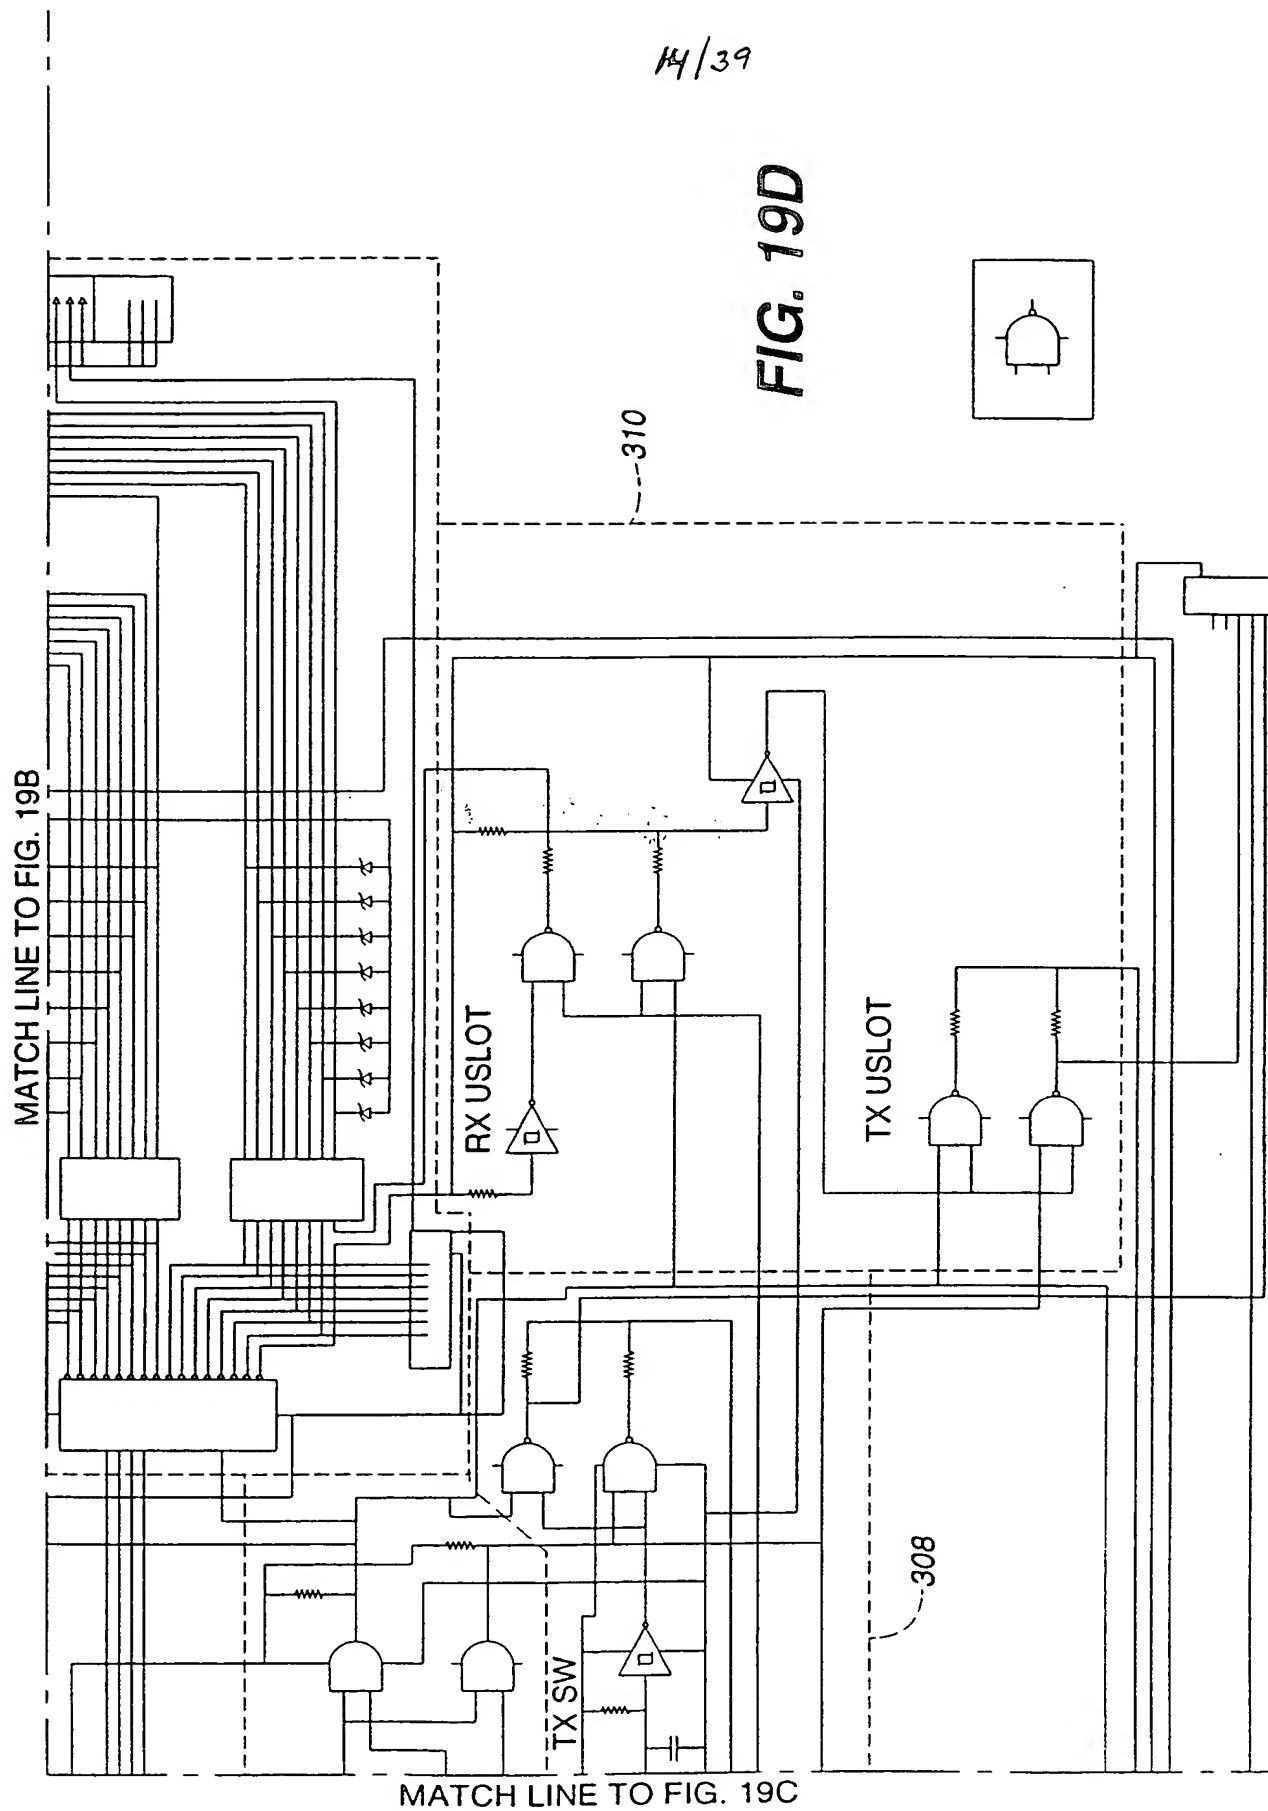 14/39
FIG. 19D
MATCH LINE TO FIG. 19B
310
RX USLOT
TX USLOT
TX SW
308
MATCH LINE TO FIG. 19C